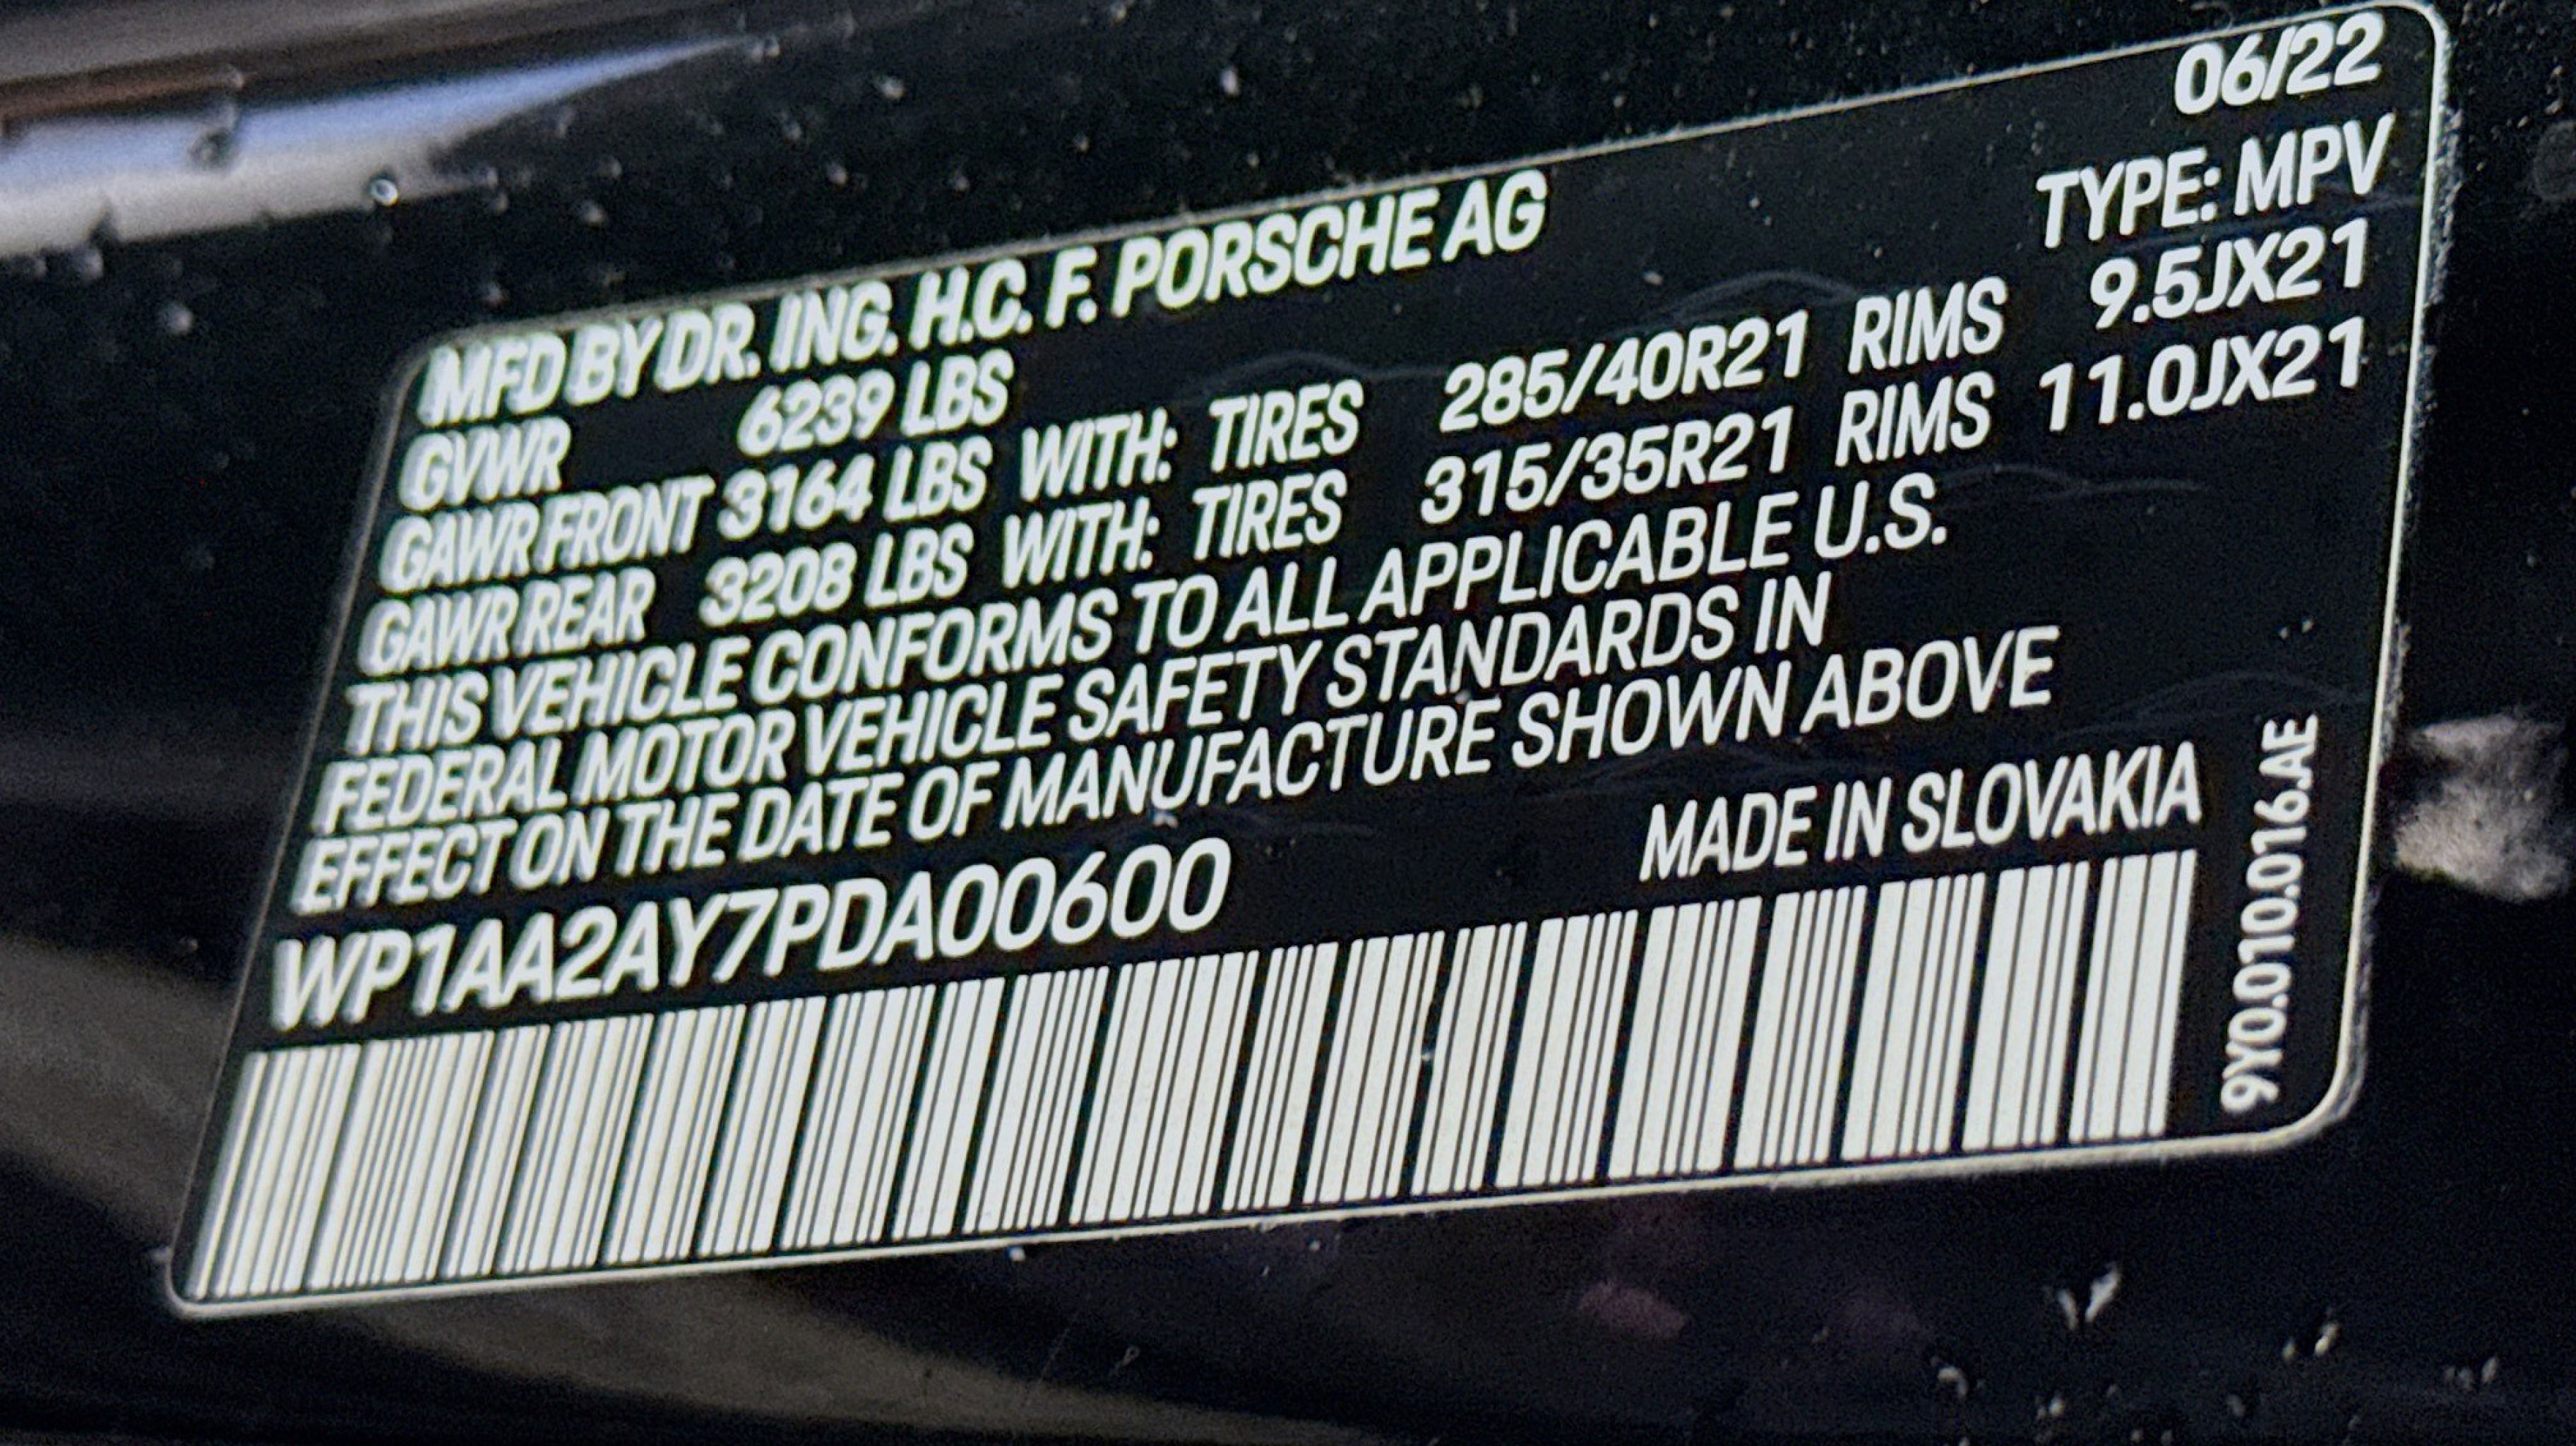 06/22
MFD BY DR. ING. H.C. F. PORSCHE AG TYPE: MPV
GVWR 6239 LBS
GAWR FRONT 3164 LBS WITH: TIRES 285/40R21 RIMS 9.5JX21
GAWR REAR 3208 LBS WITH: TIRES 315/35R21 RIMS 11.0JX21
THIS VEHICLE CONFORMS TO ALL APPLICABLE U.S.
FEDERAL MOTOR VEHICLE SAFETY STANDARDS IN
EFFECT ON THE DATE OF MANUFACTURE SHOWN ABOVE
WP1AA2AY7PDA00600 MADE IN SLOVAKIA
9Y0.010.016.AE